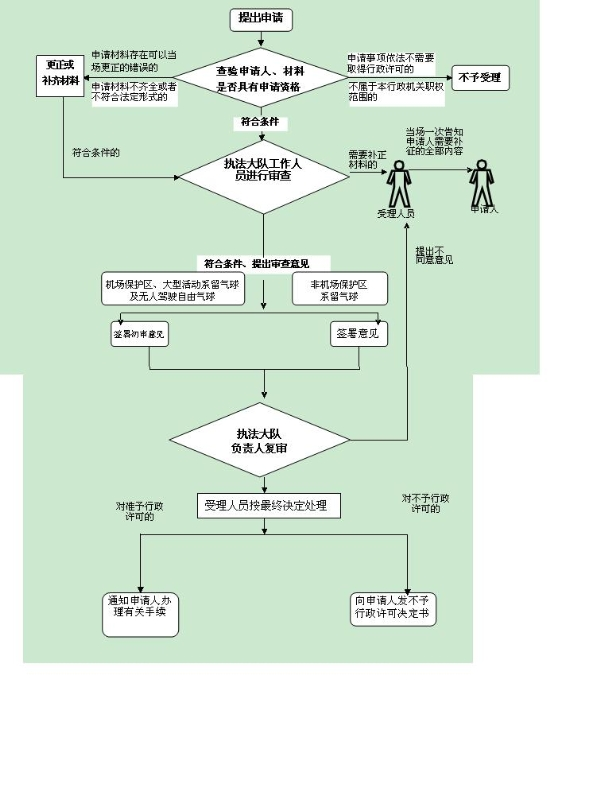 提出申请
更正或
补齐材料
申请材料存在可以当
场更正的错误的
申请材料不齐全或者
不符合法定形式的
查验申请人、材料
是否具有申请资格
申请事项依法不需要
取得行政许可的
不属于本行政机关职权
范围的
不予受理
符合条件
符合条件的
执法大队工作人
员进行审查
需要补正
材料的
当场一次告知
申请人需要补
征的全部内容
受理人员
申请人
符合条件、提出审查意见
提出不
同意意见
机场保护区、大型活动系留气球
及无人驾驶自由气球
非机场保护区
系留气球
签署初审意见
签署意见
执法大队
负责人复审
对准予行政
许可的
受理人员按最终决定处理
对不予行政
许可的
通知申请人办
理有关手续
向申请人发不予
行政许可决定书